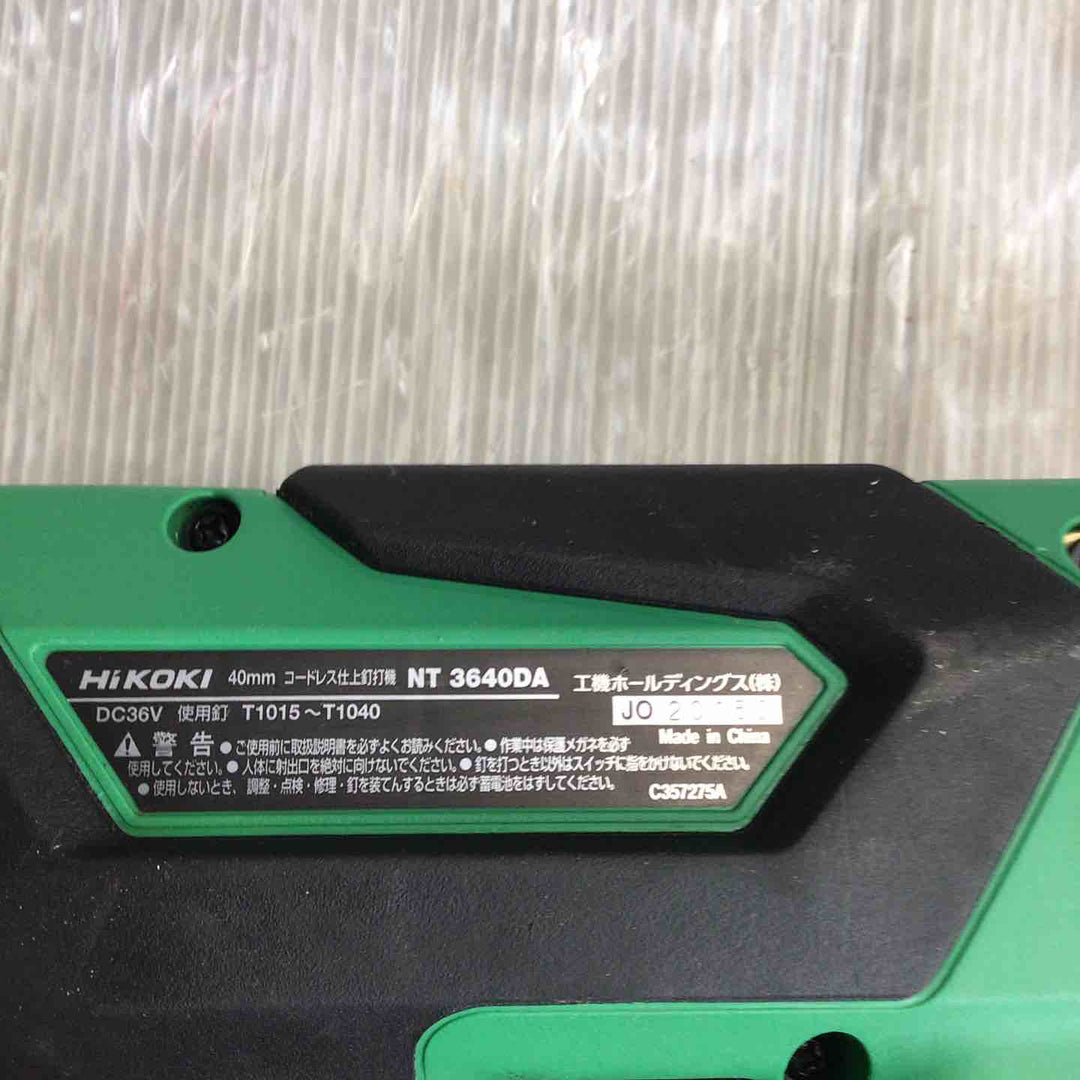 HiKOKI 40mm コードレス仕上釘打機 NT 3640DA 工機ホールディングス(株)
DC36V 使用釘 T1015～T1040 JO
Made in China
警告 ●ご使用前に取扱説明書を必ずよくお読みください。●作業中は保護メガネを必ず
使用してください。●人体に射出口を絶対に向けないでください。●釘を打つとき以外はスイッチに指をかけないでください。
●使用しないとき、調整・点検・修理・釘を装てんするときは必ず蓄電池をはずしてください。
C357275A